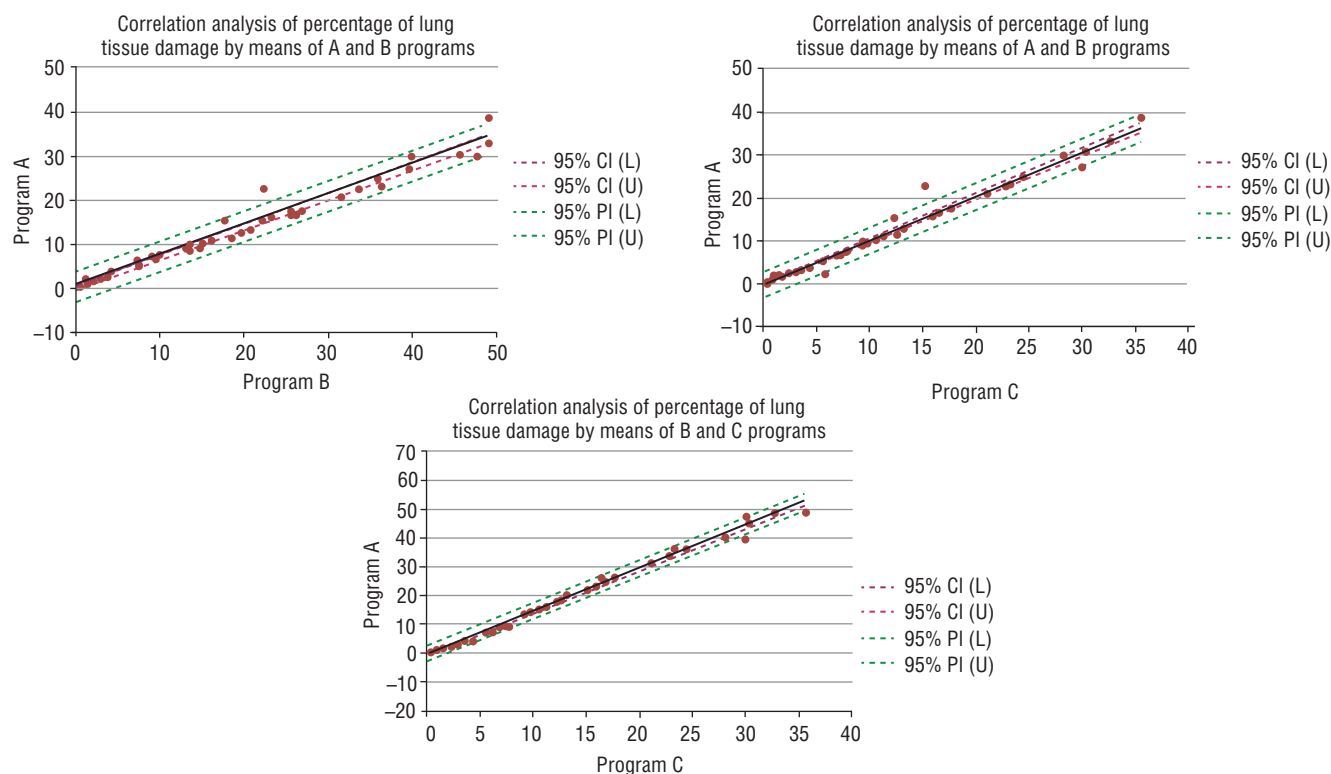 Correlation analysis of percentage of lung
tissue damage by means of A and B programs
50
40
30
20
10
0
–10
Program A
0 10 20 30 40 50
Program B
95% CI (L)
95% CI (U)
95% PI (L)
95% PI (U)
Correlation analysis of percentage of lung
tissue damage by means of A and B programs
50
40
30
20
10
0
–10
Program A
0 5 10 15 20 25 30 35 40
Program C
95% CI (L)
95% CI (U)
95% PI (L)
95% PI (U)
Correlation analysis of percentage of lung
tissue damage by means of B and C programs
70
60
50
40
30
20
10
0
–10
–20
Program A
0 5 10 15 20 25 30 35 40
Program C
95% CI (L)
95% CI (U)
95% PI (L)
95% PI (U)